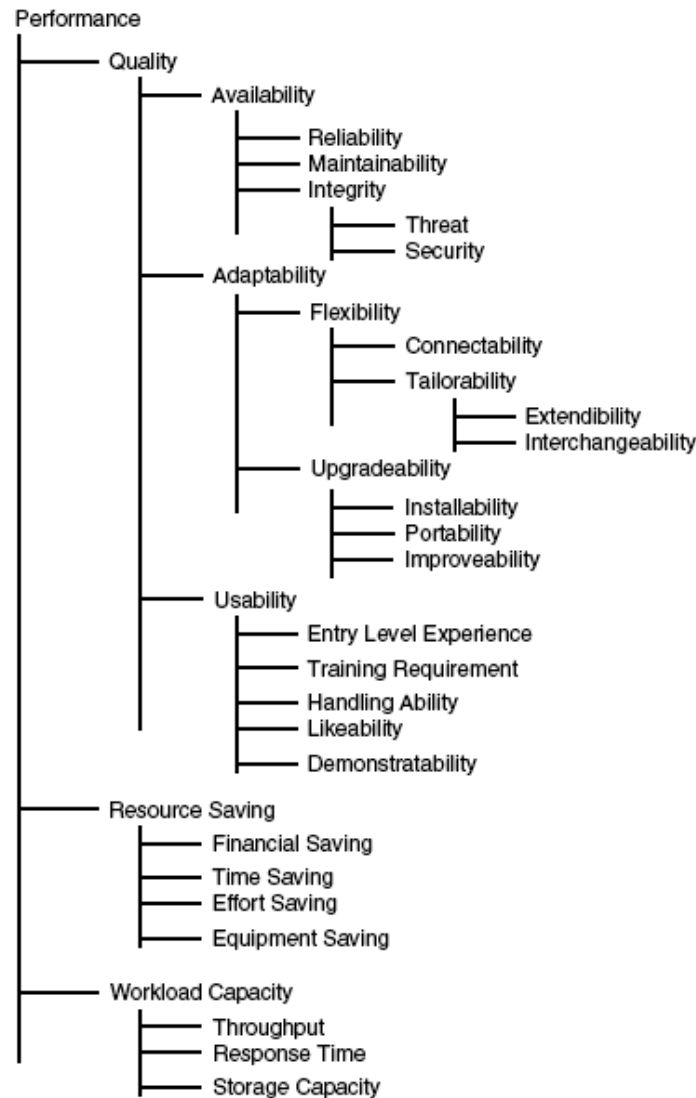 Performance
Quality
Availability
Reliability
Maintainability
Integrity
Threat
Security
Adaptability
Flexibility
Connectability
Tailorability
Extendibility
Interchangeability
Upgradeability
Installability
Portability
Improveability
Usability
Entry Level Experience
Training Requirement
Handling Ability
Likeability
Demonstratability
Resource Saving
Financial Saving
Time Saving
Effort Saving
Equipment Saving
Workload Capacity
Throughput
Response Time
Storage Capacity